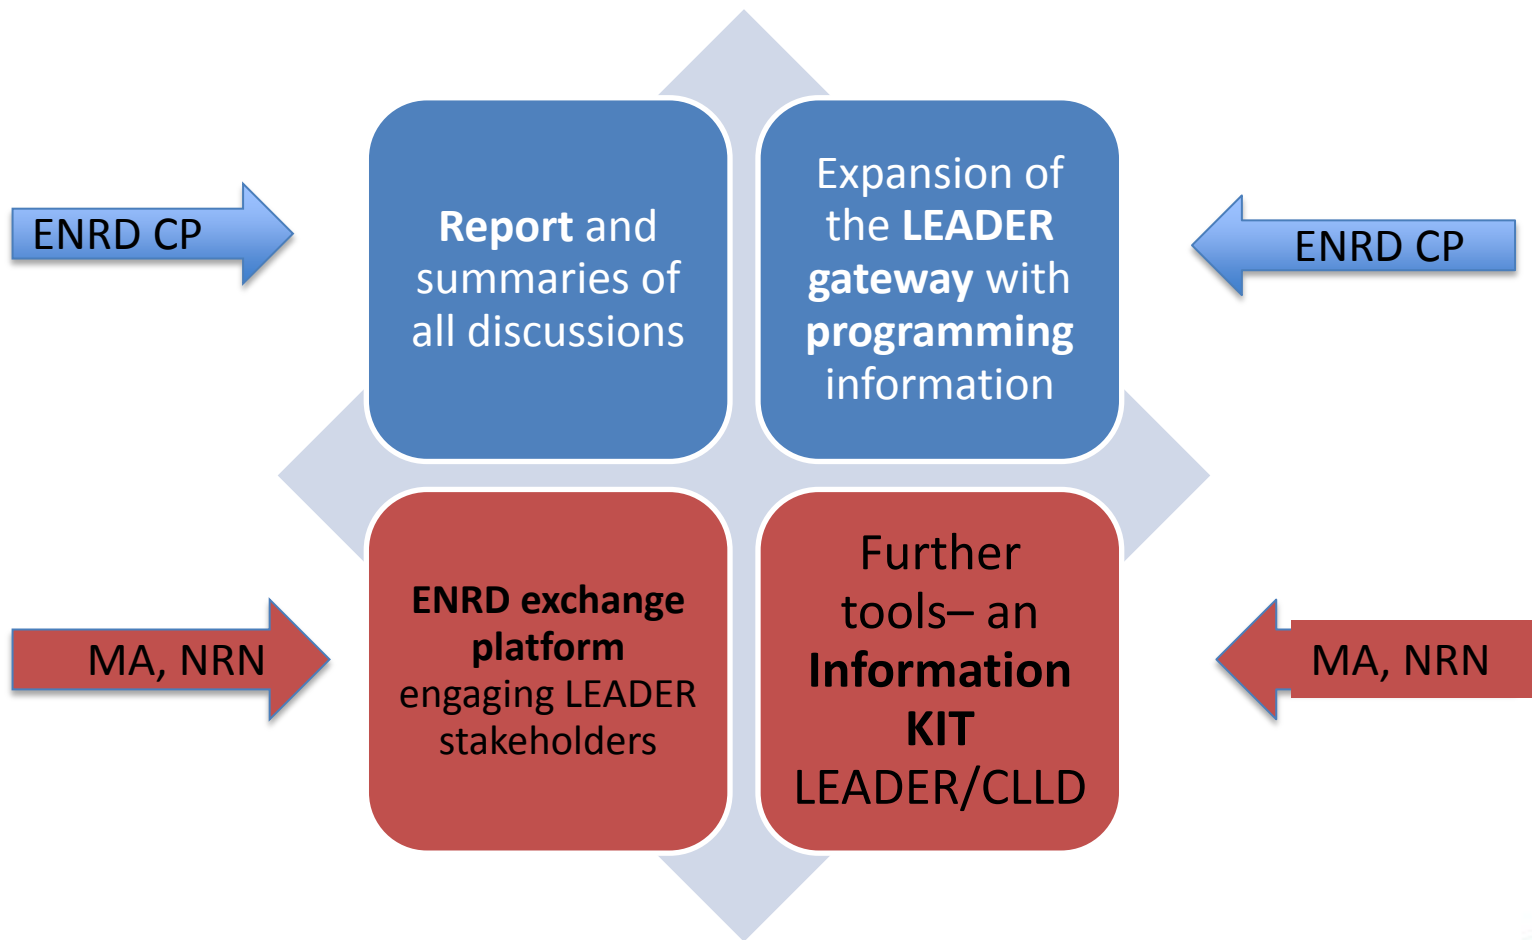 ENRD CP
Report and
summaries of
all discussions
Expansion of
the LEADER
gateway with
programming
information
ENRD CP
MA, NRN
ENRD exchange
platform
engaging LEADER
stakeholders
Further
tools– an
Information
KIT
LEADER/CLLD
MA, NRN